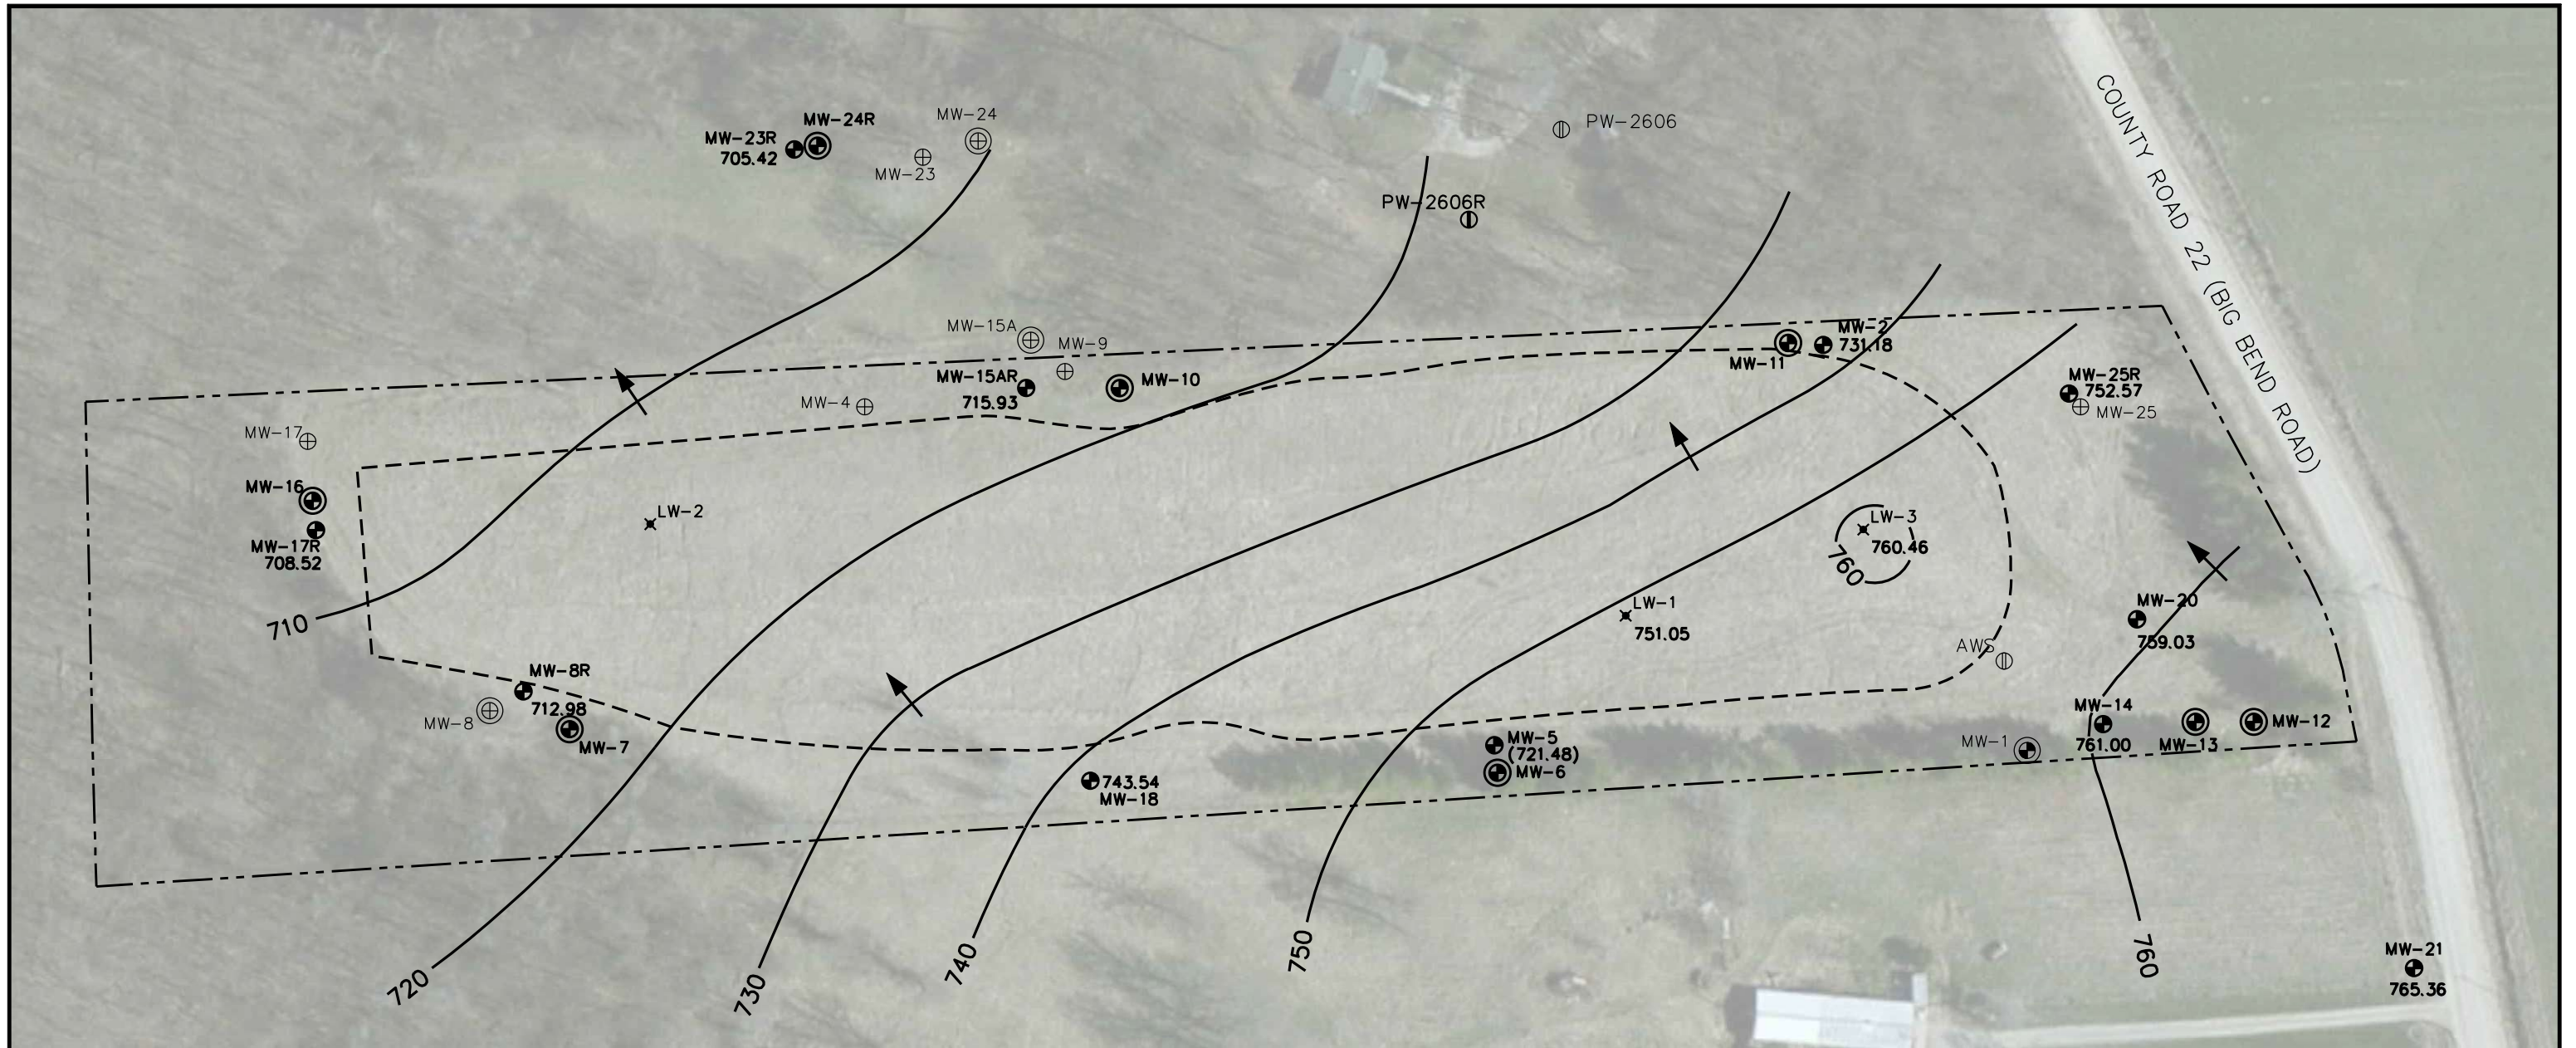 COUNTY ROAD 22 (BIG BEND ROAD)
MW-24R
MW-24
MW-23R
705.42
MW-23
PW-2606
PW-2606R
MW-15A
MW-9
MW-2
731.18
MW-11
MW-15AR
715.93
MW-10
MW-4
MW-25R
752.57
MW-25
MW-17
MW-16
MW-17R
708.52
LW-2
LW-3
760.46
760
LW-1
751.05
MW-20
759.03
710
AWS
MW-8R
712.98
MW-8
MW-7
MW-14
761.00
MW-13
MW-12
MW-1
MW-5
(721.48)
MW-6
743.54
MW-18
720
730
740
750
760
MW-21
765.36